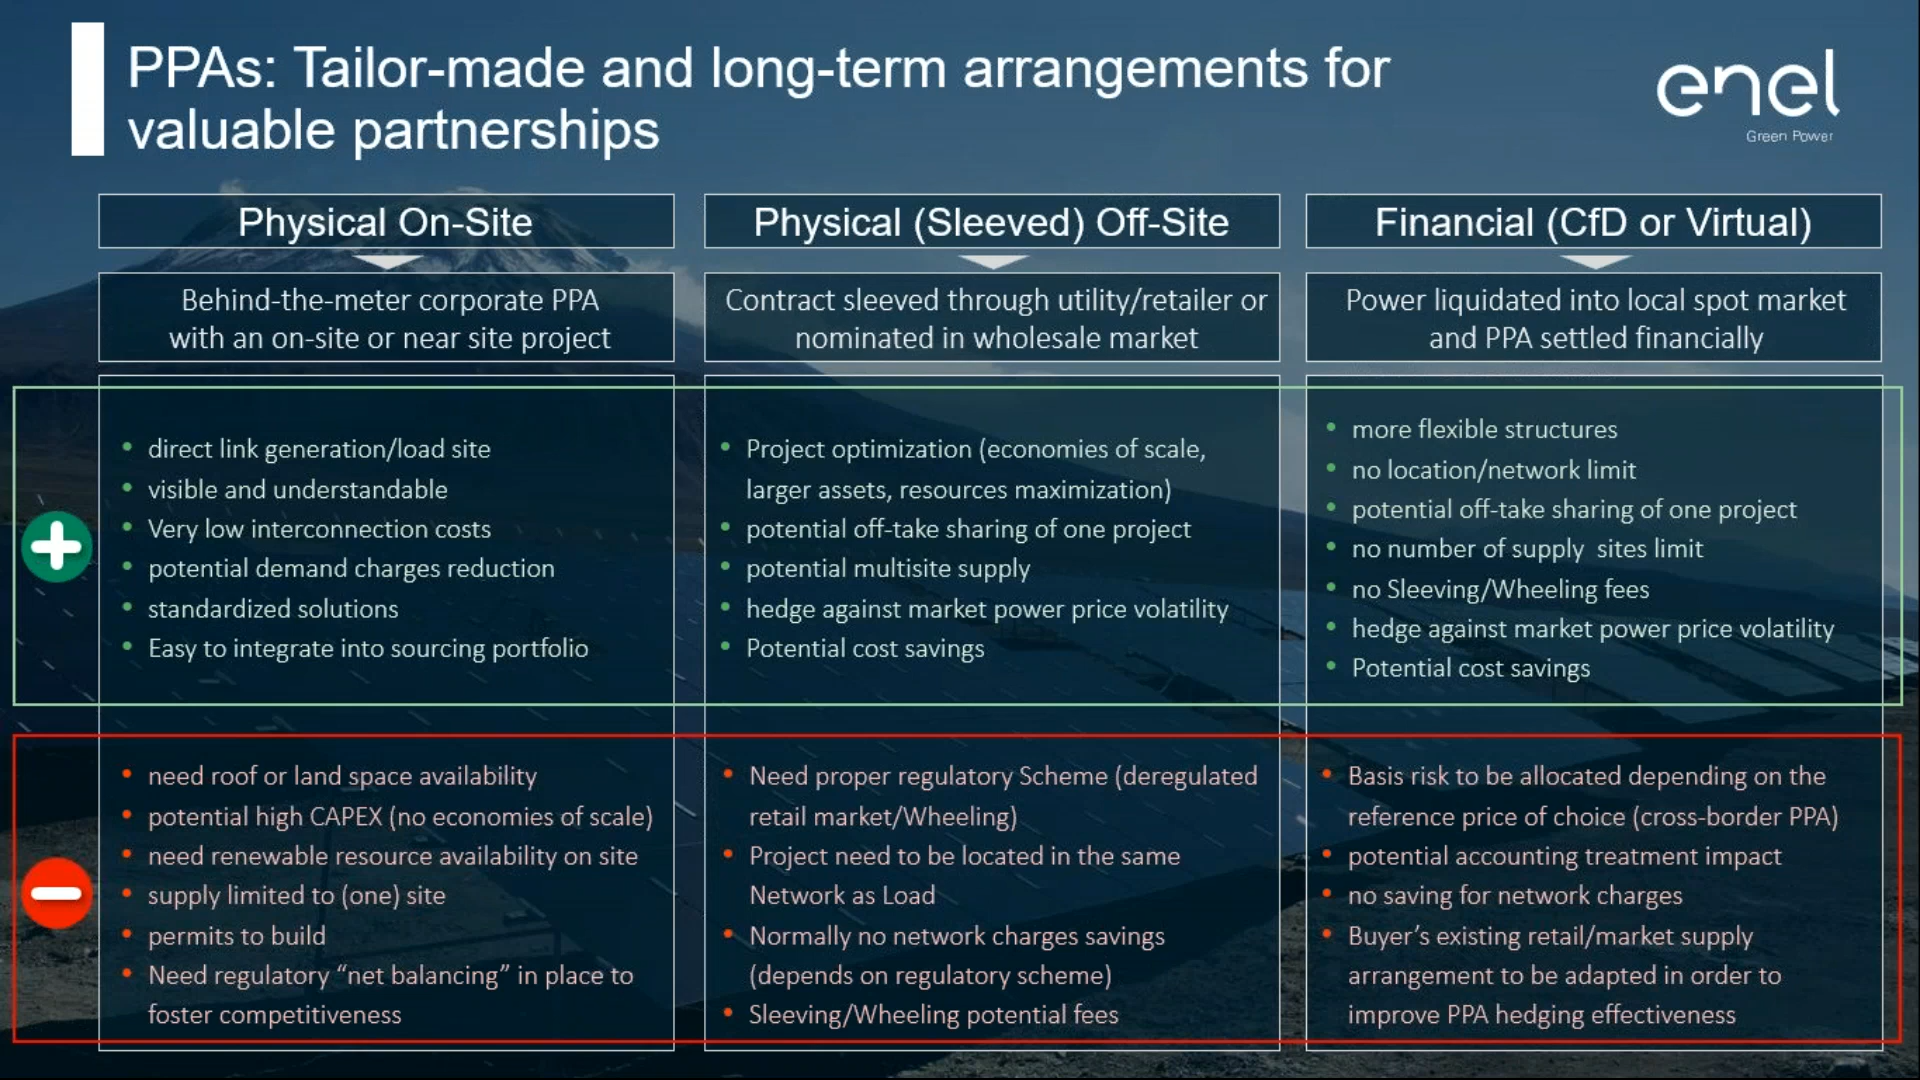 PPAs: Tailor-made and long-term arrangements for
valuable partnerships
enel
Green Power
Physical On-Site
Behind-the-meter corporate PPA
with an on-site or near site project
• direct link generation/load site
• visible and understandable
• Very low interconnection costs
• potential demand charges reduction
• standardized solutions
• Easy to integrate into sourcing portfolio
• need roof or land space availability
• potential high CAPEX (no economies of scale)
• need renewable resource availability on site
• supply limited to (one) site
• permits to build
• Need regulatory “net balancing” in place to
foster competitiveness
Physical (Sleeved) Off-Site
Contract sleeved through utility/retailer or
nominated in wholesale market
• Project optimization (economies of scale,
larger assets, resources maximization)
• potential off-take sharing of one project
• potential multisite supply
• hedge against market power price volatility
• Potential cost savings
• Need proper regulatory Scheme (deregulated
retail market/Wheeling)
• Project need to be located in the same
Network as Load
• Normally no network charges savings
(depends on regulatory scheme)
• Sleeving/Wheeling potential fees
Financial (CfD or Virtual)
Power liquidated into local spot market
and PPA settled financially
• more flexible structures
• no location/network limit
• potential off-take sharing of one project
• no number of supply  sites limit
• no Sleeving/Wheeling fees
• hedge against market power price volatility
• Potential cost savings
• Basis risk to be allocated depending on the
reference price of choice (cross-border PPA)
• potential accounting treatment impact
• no saving for network charges
• Buyer’s existing retail/market supply
arrangement to be adapted in order to
improve PPA hedging effectiveness